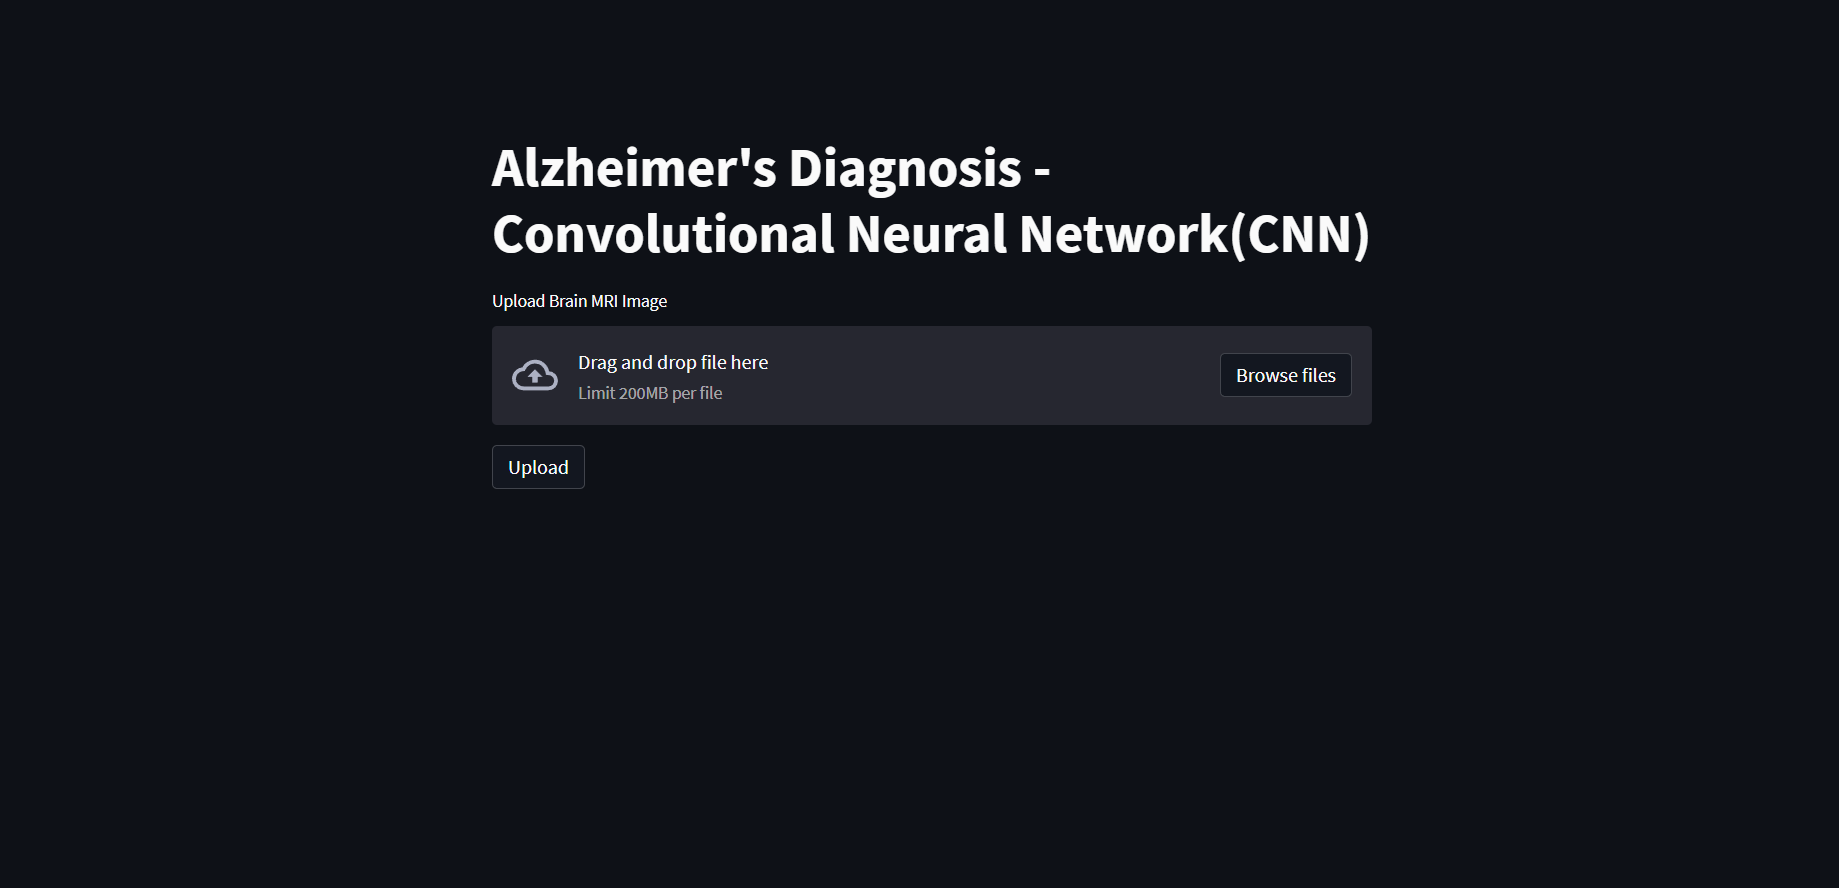 Alzheimer's Diagnosis -
Convolutional Neural Network(CNN)
Upload Brain MRI Image
Drag and drop file here
Limit 200MB per file
Browse files
Upload